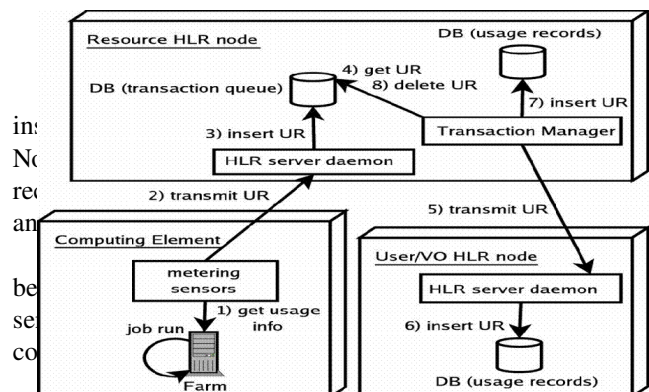 Resource HLR node
DB (usage records)
DB (transaction queue)
4) get UR
8) delete UR
7) insert UR
3) insert UR
Transaction Manager
HLR server daemon
2) transmit UR
5) transmit UR
Computing Element
User/VO HLR node
metering
sensors
HLR server daemon
1) get usage
info
job run
6) insert UR
Farm
DB (usage records)